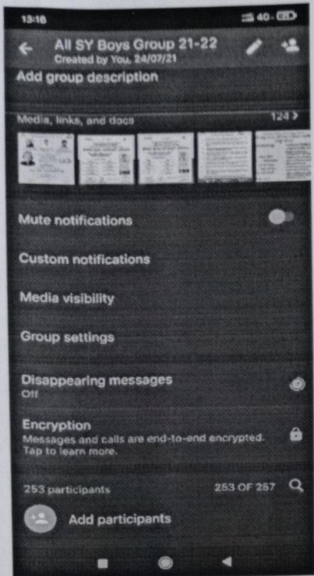 13:16
40
All SY Boys Group 21-22
Created by You, 24/07/21
Add group description
Media, links, and docs
124 >
Mute notifications
Custom notifications
Media visibility
Group settings
Disappearing messages
Off
Encryption
Messages and calls are end-to-end encrypted.
Tap to learn more.
253 participants
253 OF 257
Add participants